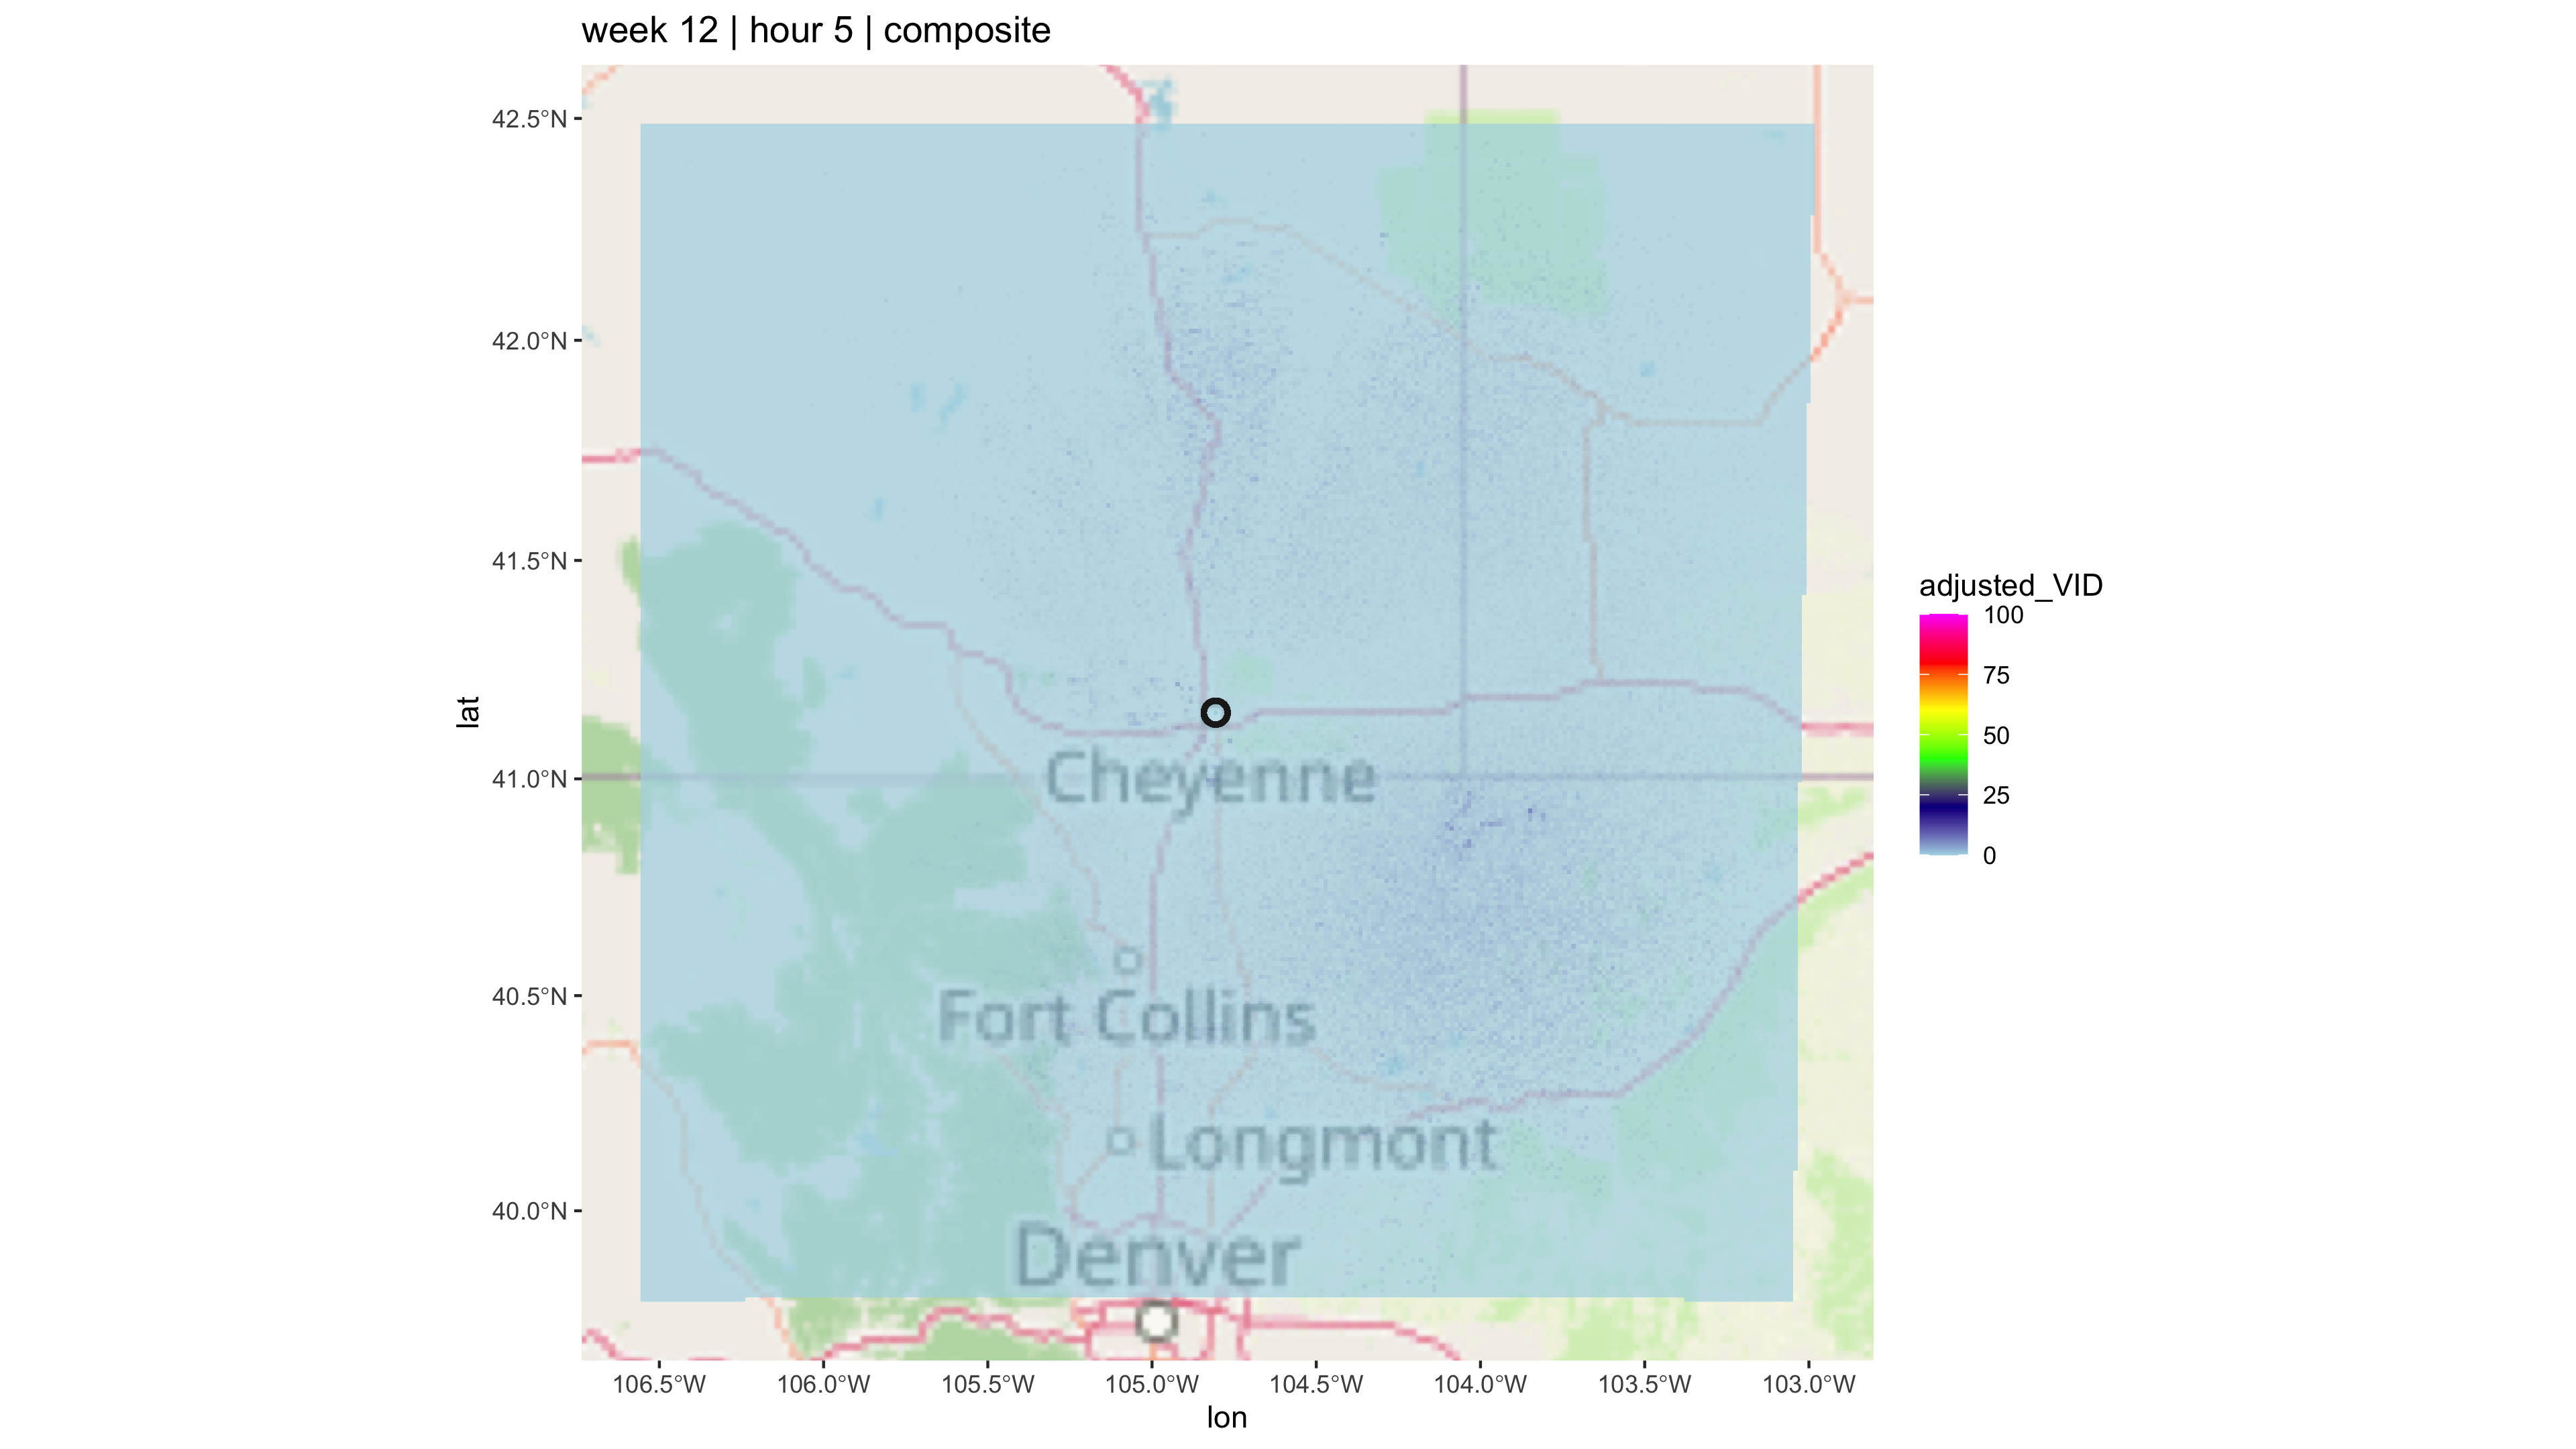 week 12 | hour 5 | composite
42.5°N
42.0°N
41.5°N
41.0°N
40.5°N
40.0°N
lat
Cheyenne
Fort Collins
Longmont
Denver
106.5°W
106.0°W
105.5°W
105.0°W
104.5°W
104.0°W
103.5°W
103.0°W
lon
adjusted_VID
100
75
50
25
0